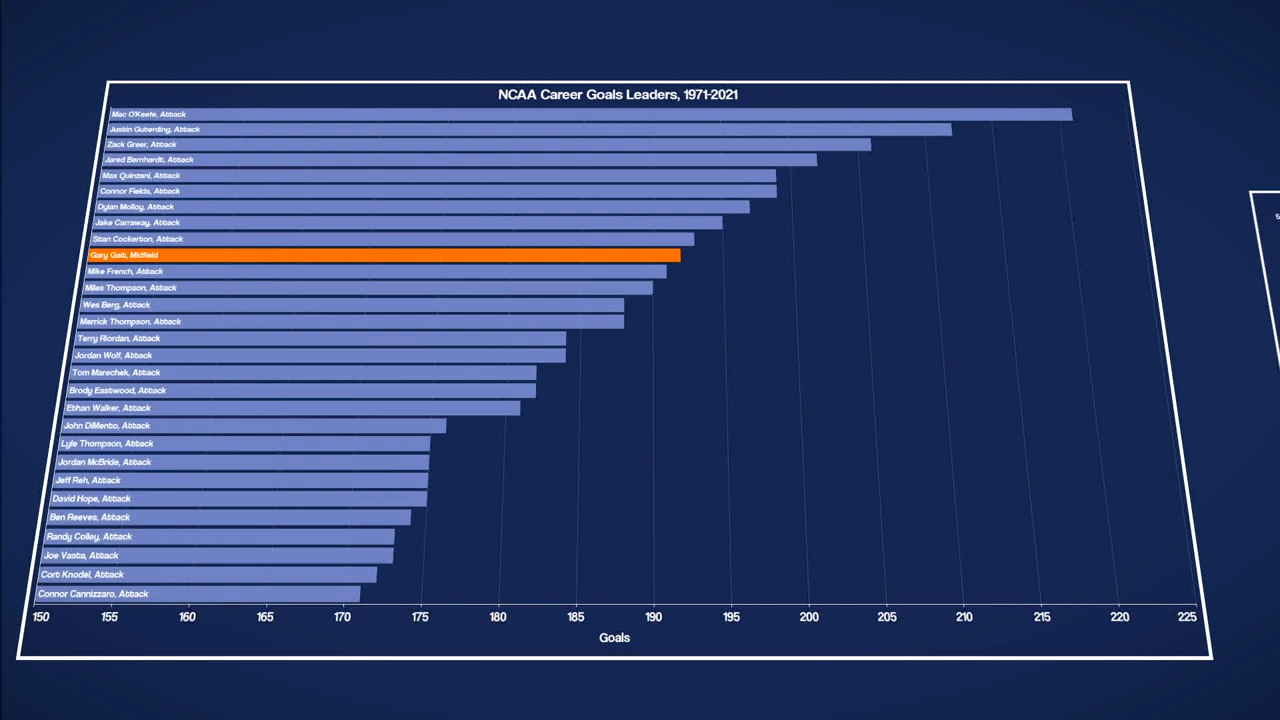 NCAA Career Goals Leaders, 1971-2021
Mac O'Keefe, Attack
Justin Guterding, Attack
Zack Greer, Attack
Jared Bernhardt, Attack
Max Quinzani, Attack
Connor Fields, Attack
Dylan Molloy, Attack
Jake Carraway, Attack
Stan Cockerton, Attack
Gary Gait, Midfield
Mike French, Attack
Miles Thompson, Attack
Wes Berg, Attack
Merrick Thompson, Attack
Terry Riordan, Attack
Jordan Wolf, Attack
Tom Marechek, Attack
Brody Eastwood, Attack
Ethan Walker, Attack
John DiMento, Attack
Lyle Thompson, Attack
Jordan McBride, Attack
Jeff Reh, Attack
David Hope, Attack
Ben Reeves, Attack
Randy Colley, Attack
Joe Vasta, Attack
Cort Knodel, Attack
Connor Cannizzaro, Attack
150 155 160 165 170 175 180 185 190 195 200 205 210 215 220 225
Goals